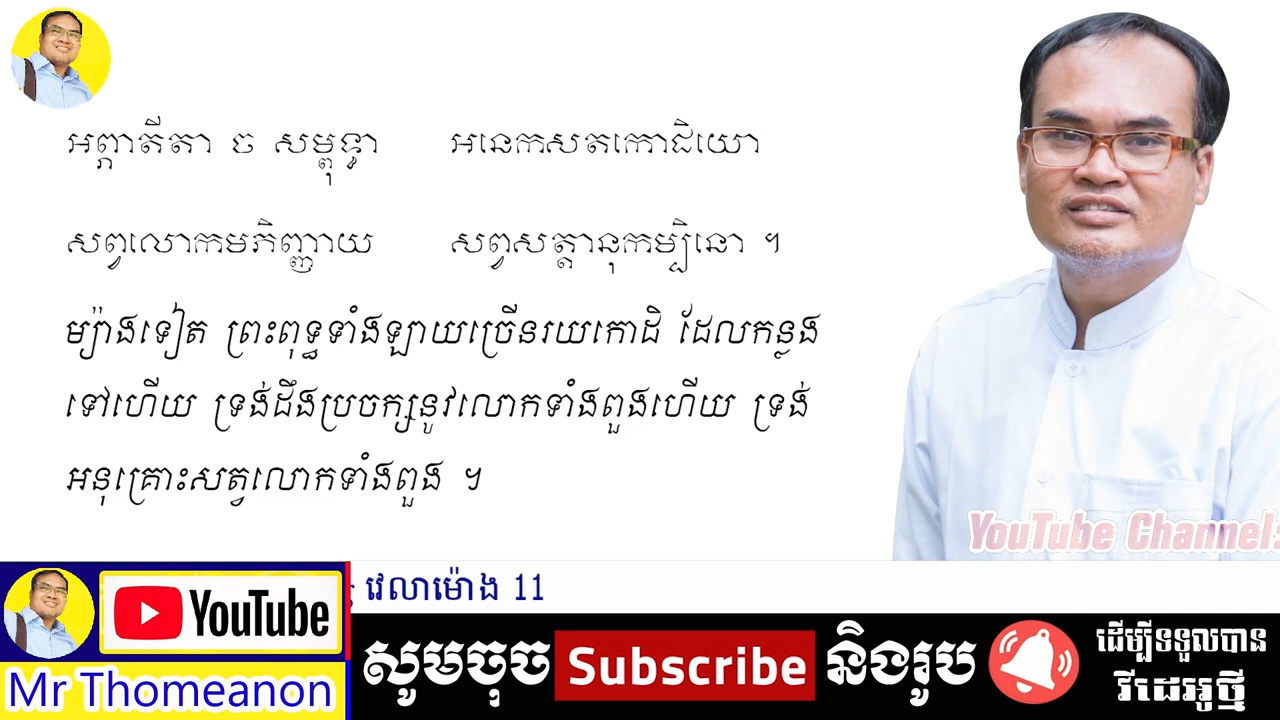 អព្ភាតីតា ច សម្ពុទ្ធា អនេកសតកោដិយោ
សព្វលោកមភិញ្ញាយ សព្វសត្តានុកម្បិនោ ។
ម្យ៉ាងទៀត ព្រះពុទ្ធទាំងឡាយច្រើនរយកោដិ ដែលកន្លង
ទៅហើយ ទ្រង់ដឹងប្រចក្សនូវលោកទាំងពួងហើយ ទ្រង់
អនុគ្រោះសត្វលោកទាំងពួង ។
YouTube Channel:
វេលាម៉ោង 11
YouTube
Mr Thomeanon
សូមចុច Subscribe និងរូប
ដើម្បីទទួលបាន
វីដេអូថ្មី